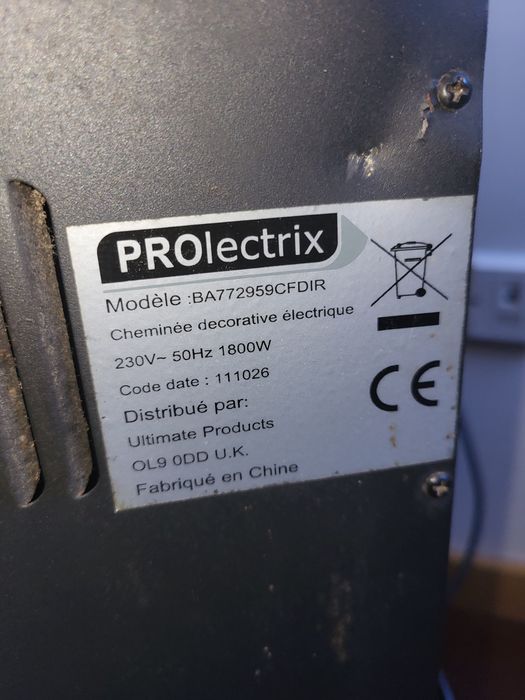 PROlectrix
Modèle :BA772959CFDIR
Cheminée decorative électrique
230V~ 50Hz 1800W
Code date : 111026
Distribué par:
Ultimate Products
OL9 0DD U.K.
Fabriqué en Chine
CE